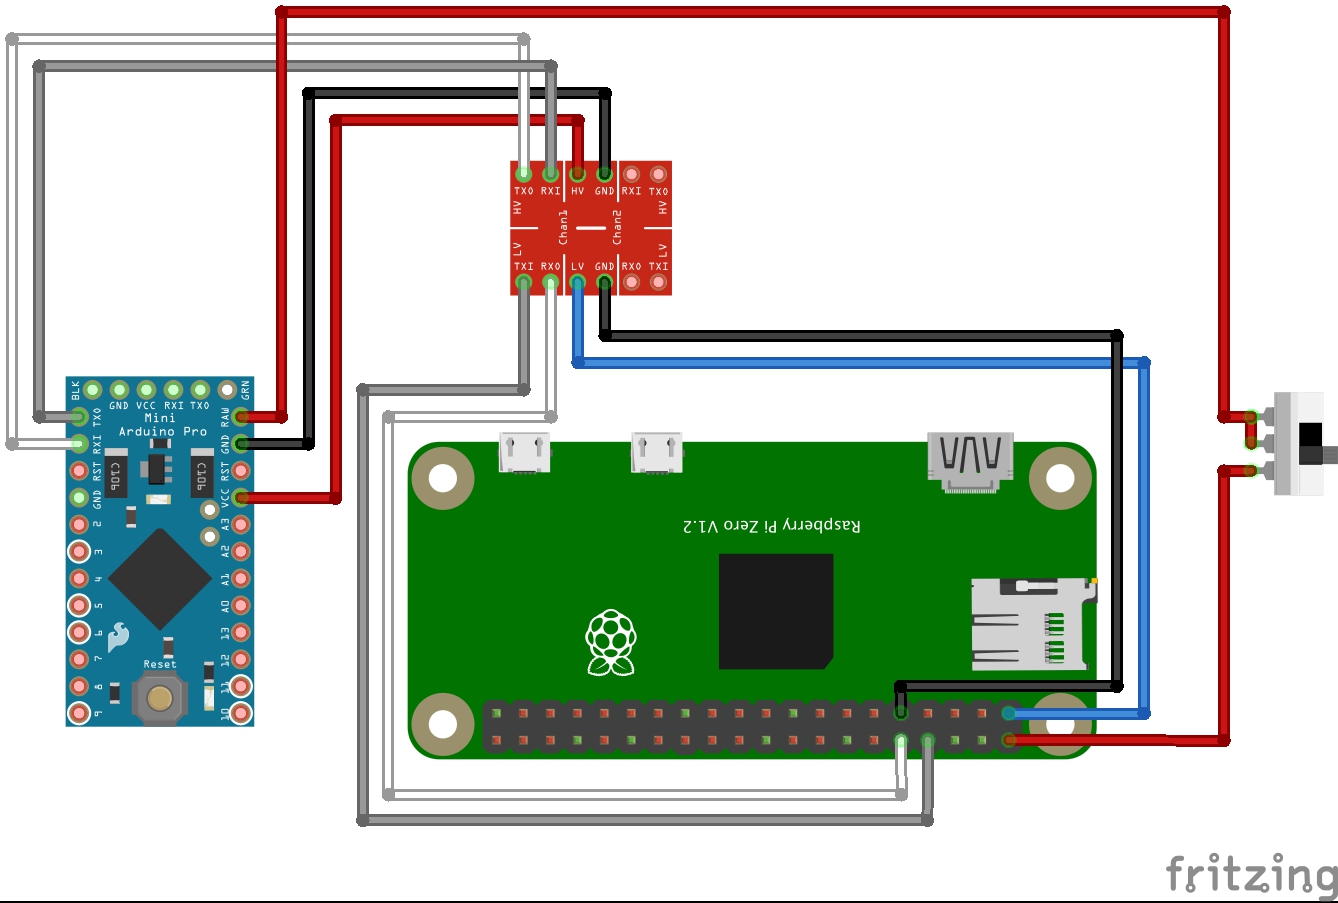 TXO RXI HV GND RXI TXO
HV Chan1 Chan2 HV
LV LV
TXI RXO LV GND RXO TXI
BLK GND VCC RXI TXO GRN
Mini
Arduino Pro
TXO
RXI
RST
GND
2
3
4
5
6
7
8
9
RAW
GND
RST
VCC
A3
A2
A1
A0
13
12
11
10
C10P
C10P
Reset
Raspberry Pi Zero V1.2
fritzing